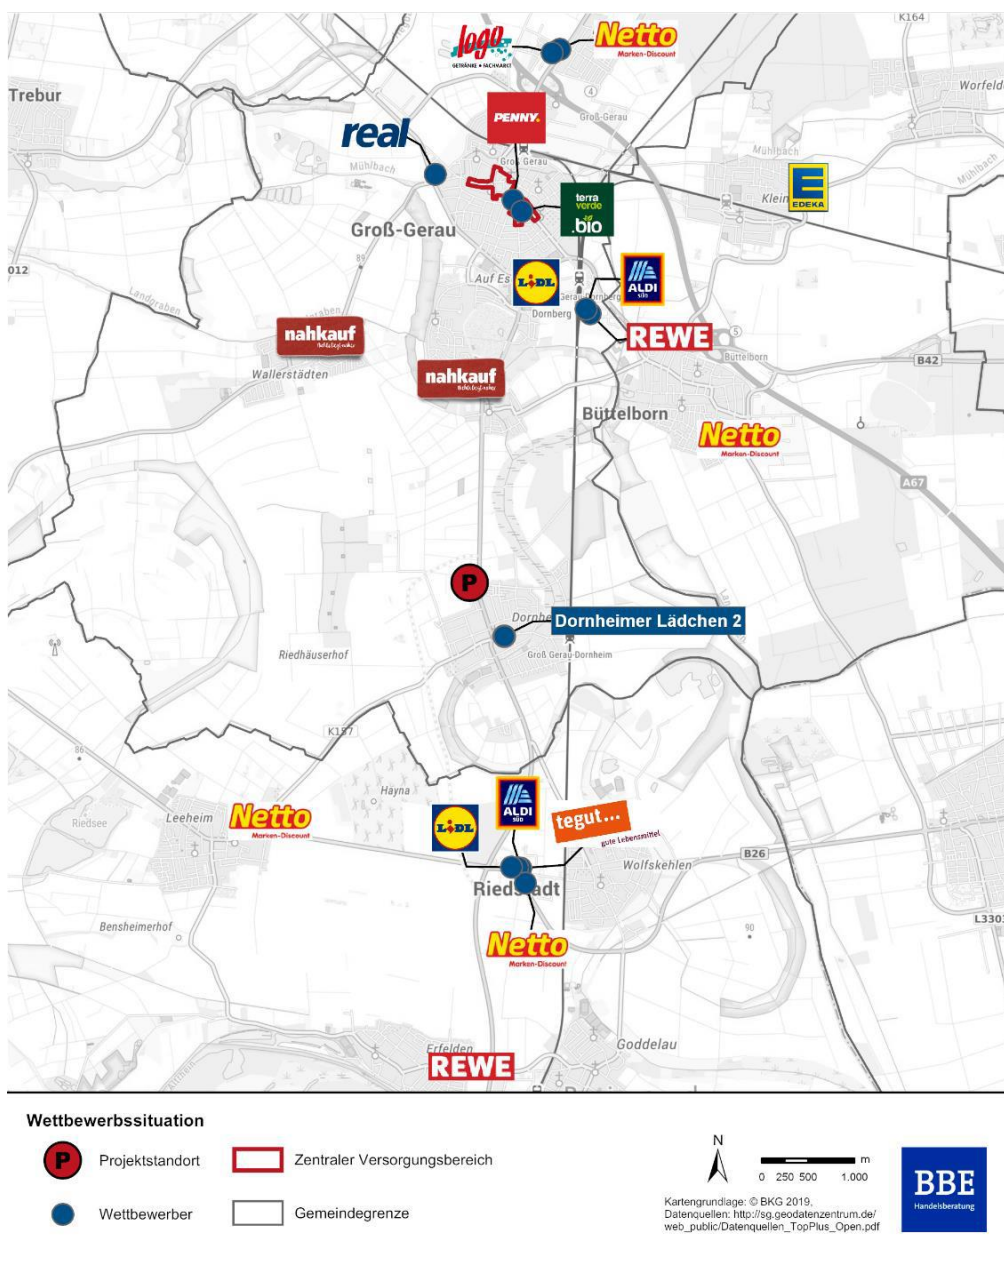 K164
logo
GETRÄNKE • FACHMARKT
Netto
Marken-Discount
Trebur
4
Groß-Gerau
PENNY.
real
Mühlbach
Groß Gerau
Mühlbach
Mühlbach
E
EDEKA
Klein
terra
verde
.bio
Groß-Gerau
012
89
Landgraben
Auf Es
LIDL
ALDI
SÜD
Dornberg
REWE
5
Büttelborn
B42
nahkauf
Wallerstädten
nahkauf
Büttelborn
Netto
Marken-Discount
A67
P
Dornheimer Lädchen 2
Groß Gerau-Dornheim
Riedhäuserhof
K157
86
Riedsee
Leeheim
Netto
Marken-Discount
Hayna
LIDL
ALDI
SÜD
tegut...
gute Lebensmittel
Wolfskehlen
B26
Riedstadt
Bensheimerhof
90
L3303
Netto
Marken-Discount
Erfelden
REWE
Goddelau
Wettbewerbssituation
P
Projektstandort
Zentraler Versorgungsbereich
Wettbewerber
Gemeindegrenze
N
m
0 250 500 1.000
Kartengrundlage: © BKG 2019,
Datenquellen: http://sg.geodatenzentrum.de/
web_public/Datenquellen_TopPlus_Open.pdf
BBE
Handelsberatung